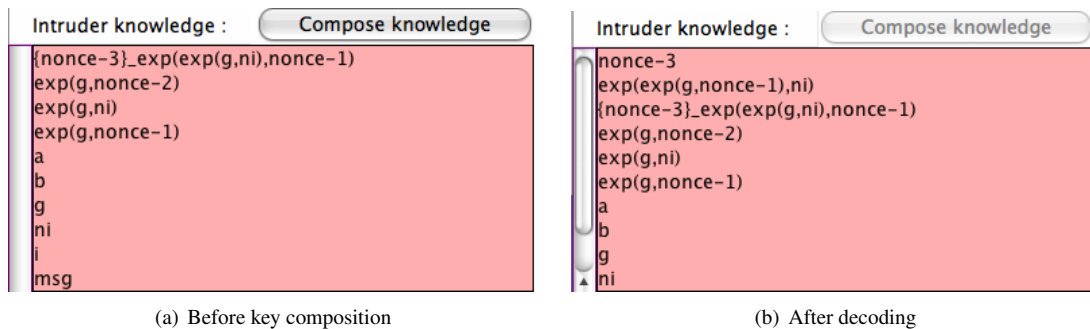 Intruder knowledge :
Compose knowledge
{nonce-3}_exp(exp(g,ni),nonce-1)
exp(g,nonce-2)
exp(g,ni)
exp(g,nonce-1)
a
b
g
ni
i
msg
(a) Before key composition
Intruder knowledge :
Compose knowledge
nonce-3
exp(exp(g,nonce-1),ni)
{nonce-3}_exp(exp(g,ni),nonce-1)
exp(g,nonce-2)
exp(g,ni)
exp(g,nonce-1)
a
b
g
ni
(b) After decoding